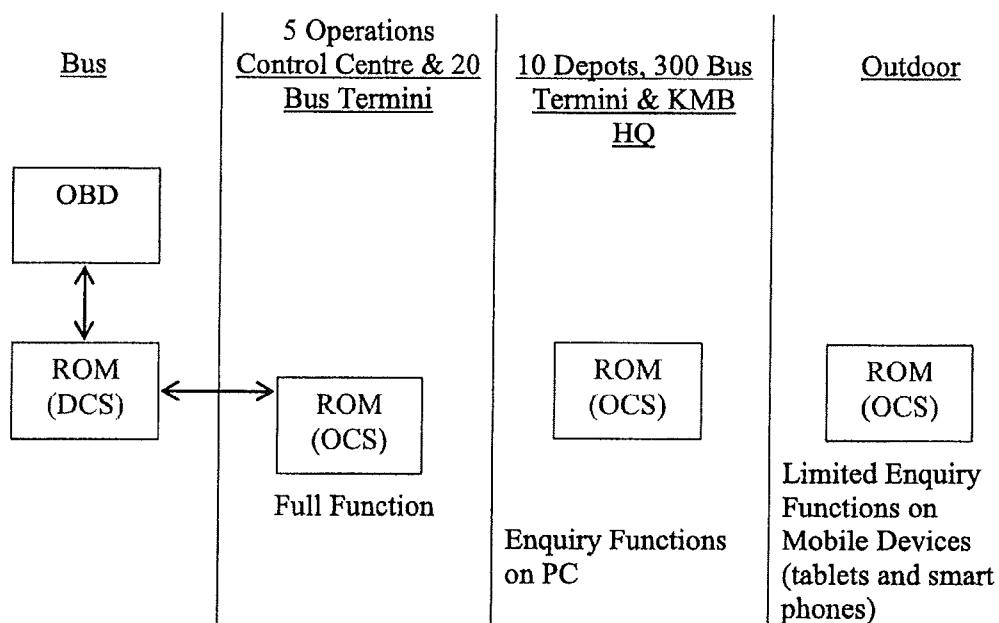 Bus
5 Operations
Control Centre & 20
Bus Termini
10 Depots, 300 Bus
Termini & KMB
HQ
Outdoor
OBD
ROM
(DCS)
ROM
(OCS)
Full Function
ROM
(OCS)
Enquiry Functions
on PC
ROM
(OCS)
Limited Enquiry
Functions on
Mobile Devices
(tablets and smart
phones)